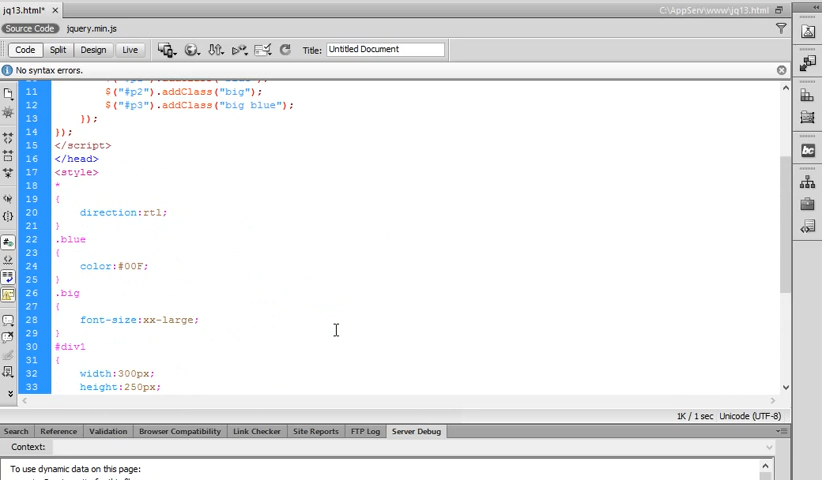 jq13.html* ×
C:\AppServ\www\jq13.html
Source Code jquery.min.js
Code Split Design Live Title: Untitled Document
No syntax errors.
11 $("#p2").addClass("big");
12 $("#p3").addClass("big blue");
13 });
14 });
15 </script>
16 </head>
17 <style>
18 *
19 {
20 direction:rtl;
21 }
22 .blue
23 {
24 color:#00F;
25 }
26 .big
27 {
28 font-size:xx-large;
29 }
30 #div1
31 {
32 width:300px;
33 height:250px;
1K / 1 sec Unicode (UTF-8)
Search Reference Validation Browser Compatibility Link Checker Site Reports FTP Log Server Debug
Context:
To use dynamic data on this page: